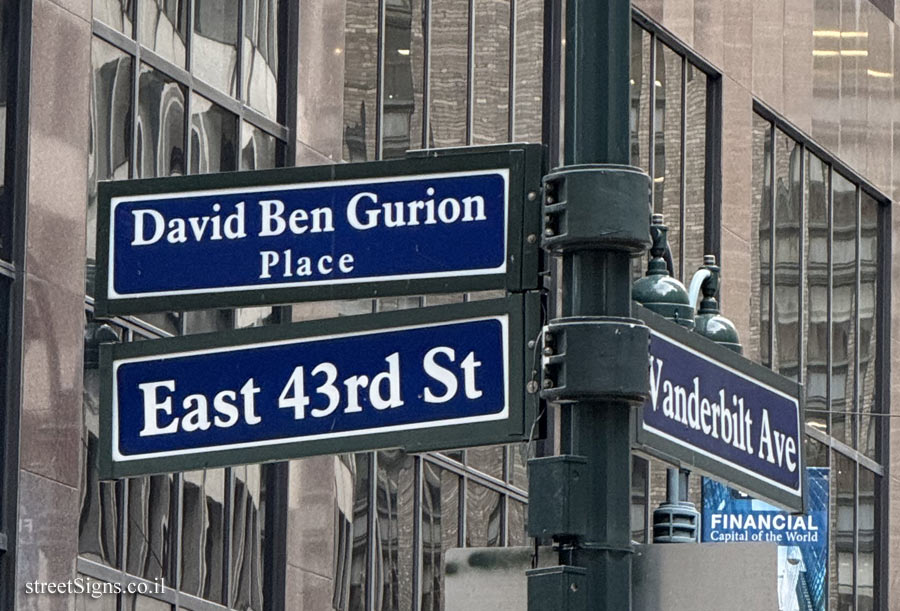 David Ben Gurion
Place
East 43rd St
Vanderbilt Ave
FINANCIAL
Capital of the World
streetSigns.co.il